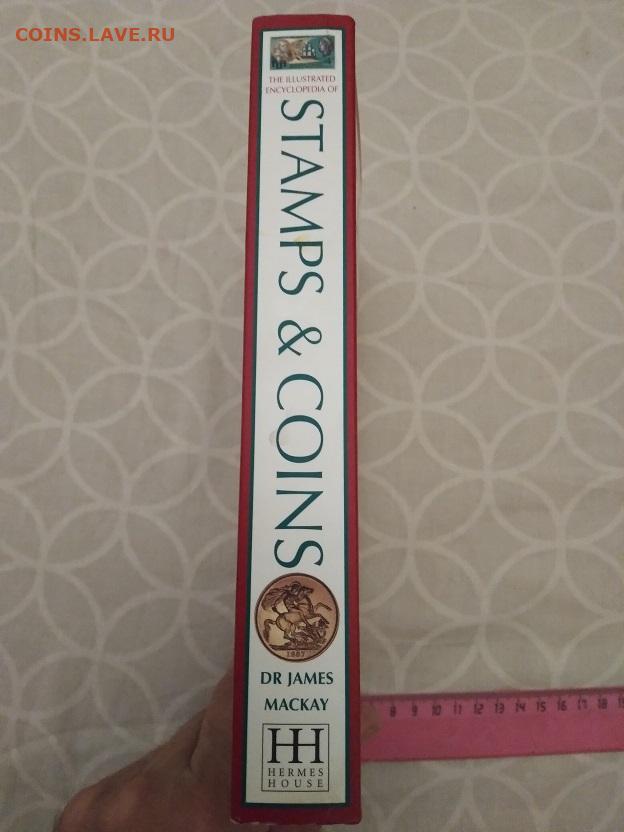 COINS.LAVE.RU
THE ILLUSTRATED
ENCYCLOPEDIA OF
STAMPS & COINS
1887
DR JAMES
MACKAY
HH
HERMES
HOUSE
8 9 10 11 12 13 14 15 16 17 18 19